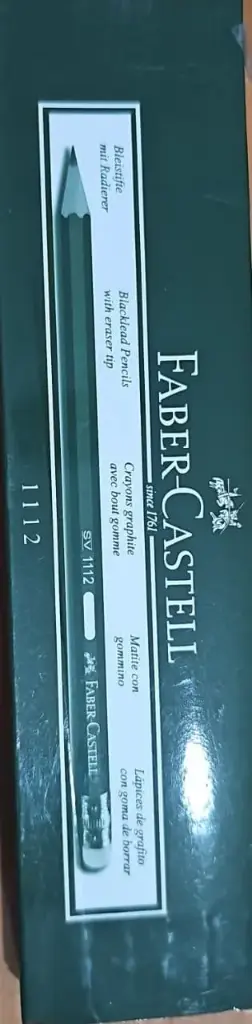 FABER-CASTELL
since 1761
Bleistifte
mit Radierer
Blacklead Pencils
with eraser tip
Crayons graphite
avec bout gomme
Matite con
gommino
Lápices de grafito
con goma de borrar
SV 1112 FABER-CASTELL
1112